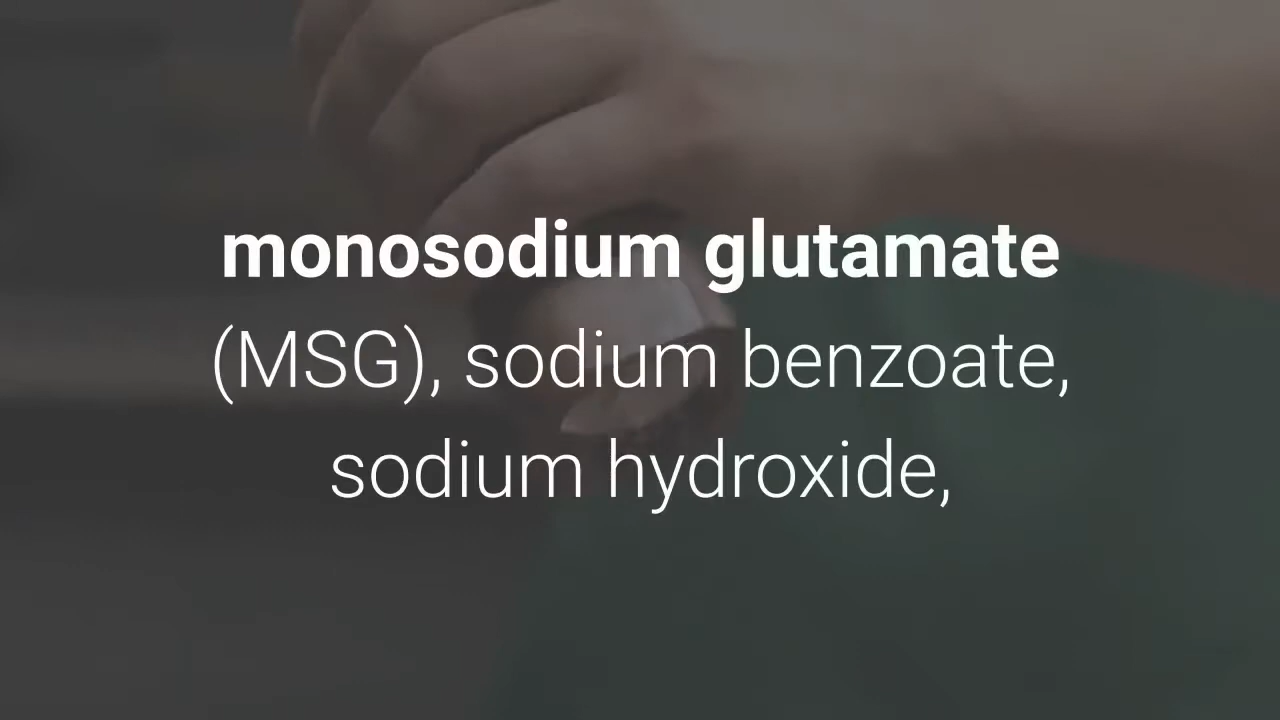 monosodium glutamate
(MSG), sodium benzoate,
sodium hydroxide,